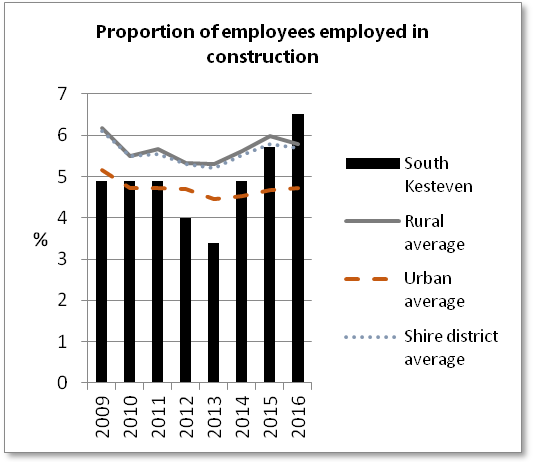 Proportion of employees employed in
construction
7
6
5
4
3
2
1
0
%
2009
2010
2011
2012
2013
2014
2015
2016
South
Kesteven
Rural
average
Urban
average
Shire district
average